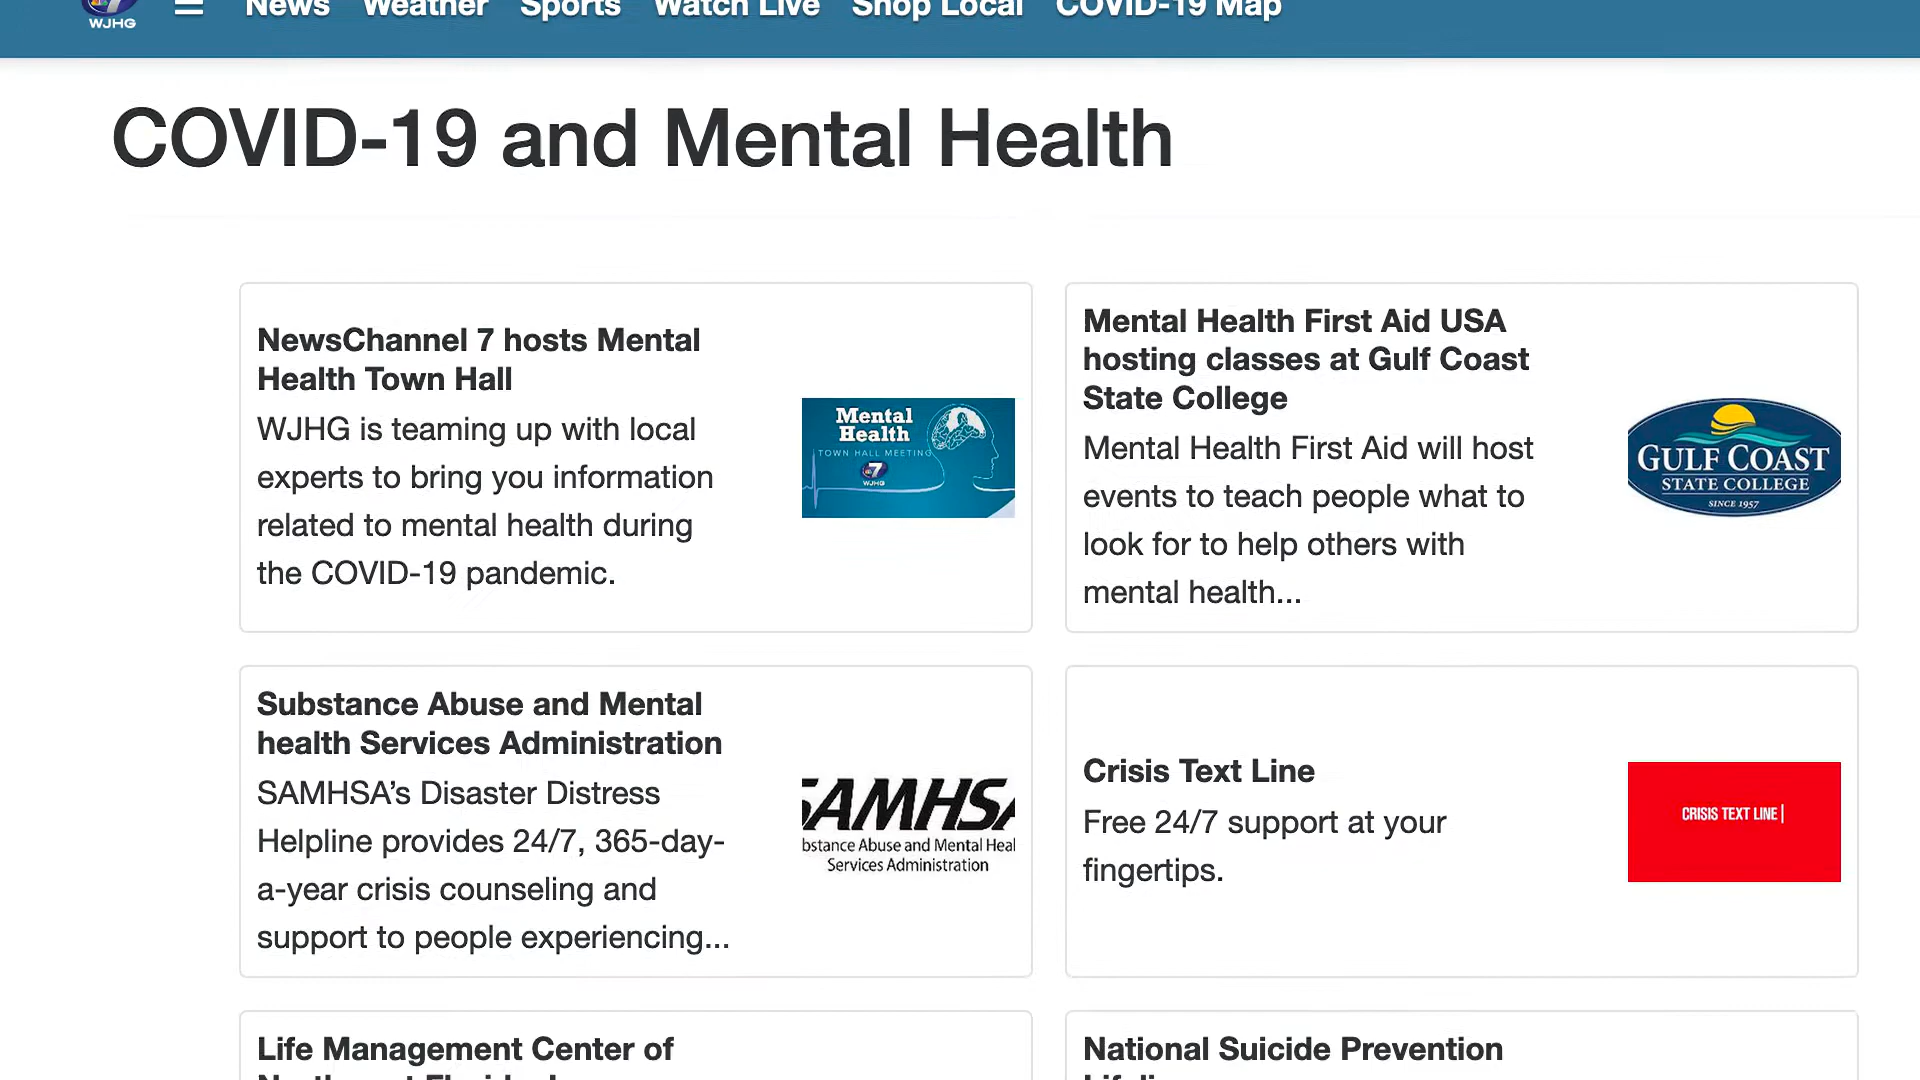 WJHG
News Weather Sports Watch Live Shop Local COVID-19 Map
COVID-19 and Mental Health
NewsChannel 7 hosts Mental
Health Town Hall
WJHG is teaming up with local
experts to bring you information
related to mental health during
the COVID-19 pandemic.
Mental
Health
TOWN HALL MEETING
7
WJHG
Mental Health First Aid USA
hosting classes at Gulf Coast
State College
Mental Health First Aid will host
events to teach people what to
look for to help others with
mental health...
GULF COAST
STATE COLLEGE
SINCE 1957
Substance Abuse and Mental
health Services Administration
SAMHSA’s Disaster Distress
Helpline provides 24/7, 365-day-
a-year crisis counseling and
support to people experiencing...
SAMHSA
bstance Abuse and Mental Heal
Services Administration
Crisis Text Line
Free 24/7 support at your
fingertips.
CRISIS TEXT LINE|
Life Management Center of
National Suicide Prevention